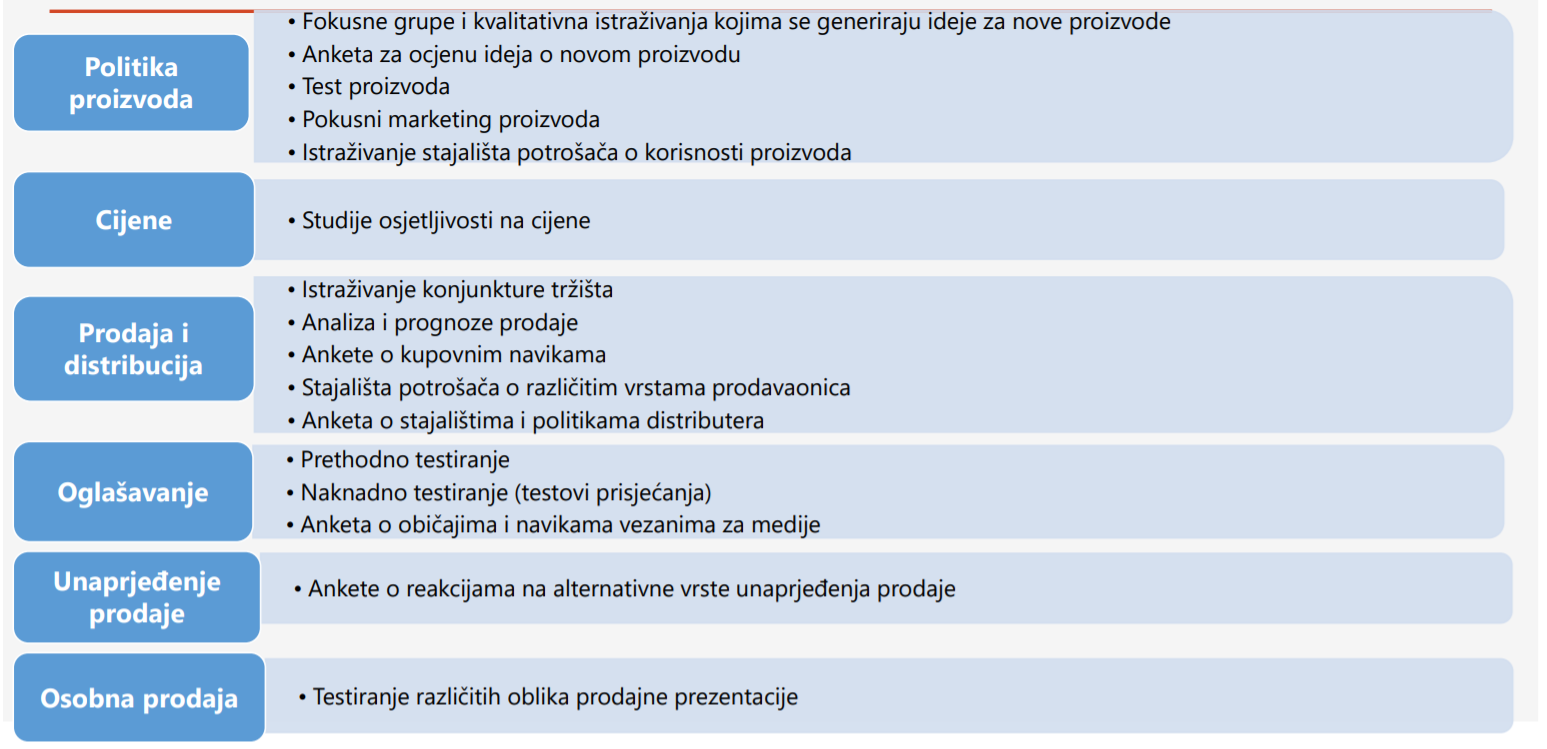 Politika
proizvoda
• Fokusne grupe i kvalitativna istraživanja kojima se generiraju ideje za nove proizvode
• Anketa za ocjenu ideja o novom proizvodu
• Test proizvoda
• Pokusni marketing proizvoda
• Istraživanje stajališta potrošača o korisnosti proizvoda
Cijene
• Studije osjetljivosti na cijene
Prodaja i
distribucija
• Istraživanje konjunkture tržišta
• Analiza i prognoze prodaje
• Ankete o kupovnim navikama
• Stajališta potrošača o različitim vrstama prodavaonica
• Anketa o stajalištima i politikama distributera
Oglašavanje
• Prethodno testiranje
• Naknadno testiranje (testovi prisjećanja)
• Anketa o običajima i navikama vezanima za medije
Unaprjeđenje
prodaje
• Ankete o reakcijama na alternativne vrste unaprjeđenja prodaje
Osobna prodaja
• Testiranje različitih oblika prodajne prezentacije